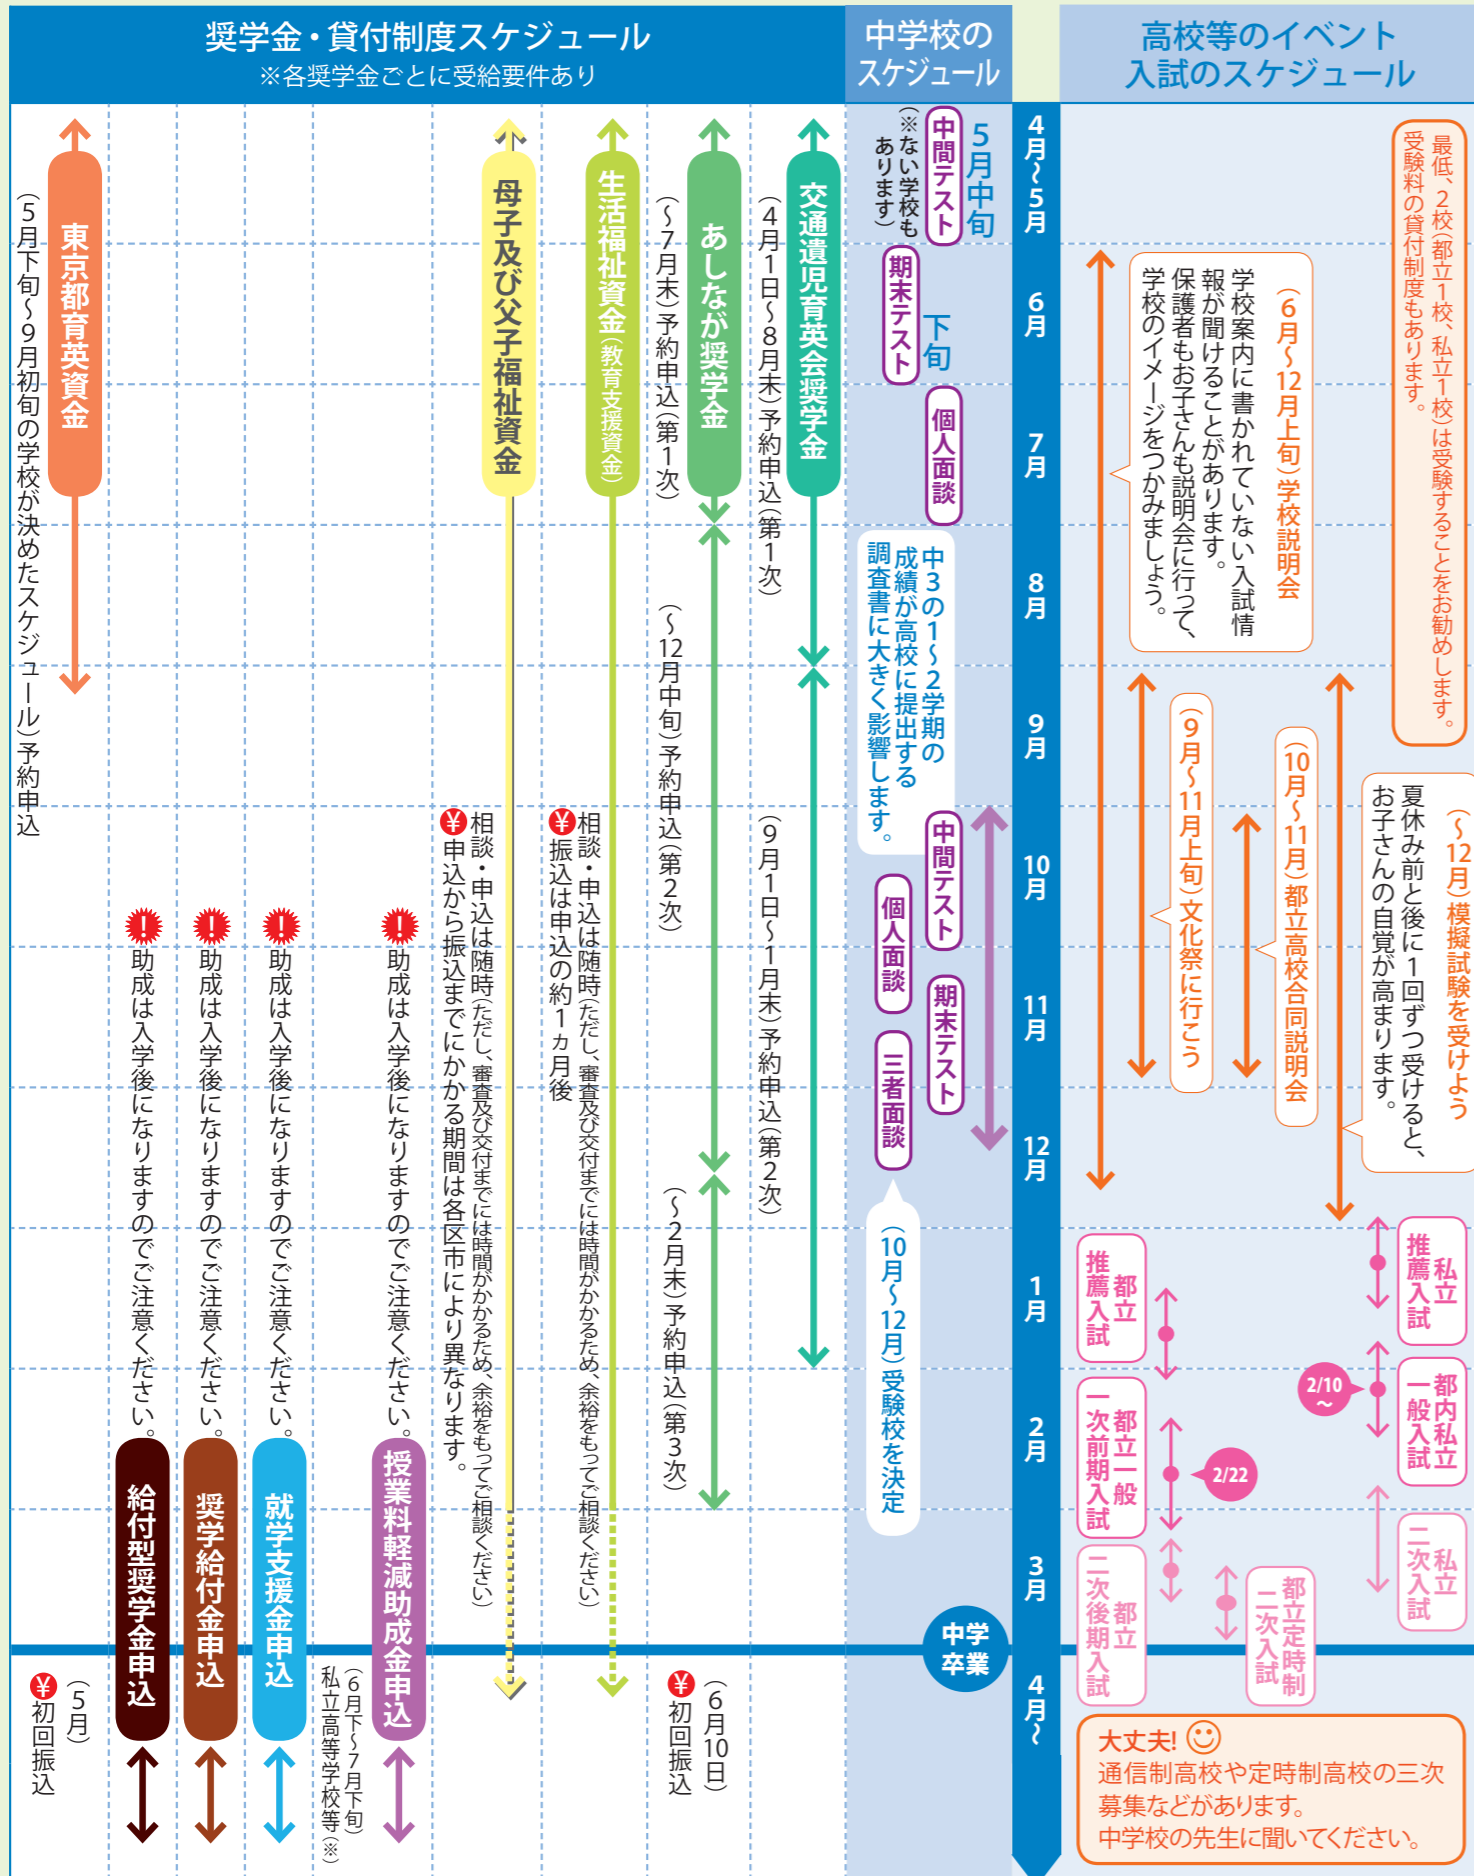 奨学金・貸付制度スケジュール
※各奨学金ごとに受給要件あり
中学校の
スケジュール
高校等のイベント
入試のスケジュール
4月〜5月
6月
7月
8月
9月
10月
11月
12月
1月
2月
3月
4月〜
中学
卒業
最低、2校(都立1校、私立1校)は受験することをお勧めします。
受験料の貸付制度もあります。
(6月〜12月上旬)学校説明会
学校案内に書かれていない入試情
報が聞けることがあります。
保護者もお子さんも説明会に行って、
学校のイメージをつかみましょう。
(〜12月)模擬試験を受けよう
夏休み前と後に1回ずつ受けると、
お子さんの自覚が高まります。
(10月〜11月)都立高校合同説明会
(9月〜11月上旬)文化祭に行こう
私立
推薦入試
都立
推薦入試
都内私立
一般入試
2/10
〜
都立一般
一次前期入試
2/22
私立
二次入試
都立定時制
二次入試
都立
二次後期入試
大丈夫!
通信制高校や定時制高校の三次
募集などがあります。
中学校の先生に聞いてください。
5月中旬
中間テスト
(※ない学校も
あります)
下旬
期末テスト
個人面談
中3の1〜2学期の
成績が高校に提出する
調査書に大きく影響します。
中間テスト
個人面談
期末テスト
三者面談
(10月〜12月)受験校を決定
交通遺児育英会奨学金
(4月1日〜8月末)予約申込(第1次)
(9月1日〜1月末)予約申込(第2次)
あしなが奨学金
(〜7月末)予約申込(第1次)
(〜12月中旬)予約申込(第2次)
(〜2月末)予約申込(第3次)
(6月10日)
¥初回振込
生活福祉資金(教育支援資金)
相談・申込は随時(ただし、審査及び交付までには時間がかかるため、余裕をもってご相談ください)
¥振込は申込の約1ヵ月後
母子及び父子福祉資金
相談・申込は随時(ただし、審査及び交付までには時間がかかるため、余裕をもってご相談ください)
¥申込から振込までにかかる期間は各区市により異なります。
!助成は入学後になりますのでご注意ください。
授業料軽減助成金申込
(6月下〜7月下旬)
私立高等学校等(※)
!助成は入学後になりますのでご注意ください。
就学支援金申込
!助成は入学後になりますのでご注意ください。
奨学給付金申込
!助成は入学後になりますのでご注意ください。
給付型奨学金申込
東京都育英資金
(5月下旬〜9月初旬の学校が決めたスケジュール)予約申込
(5月)
¥初回振込